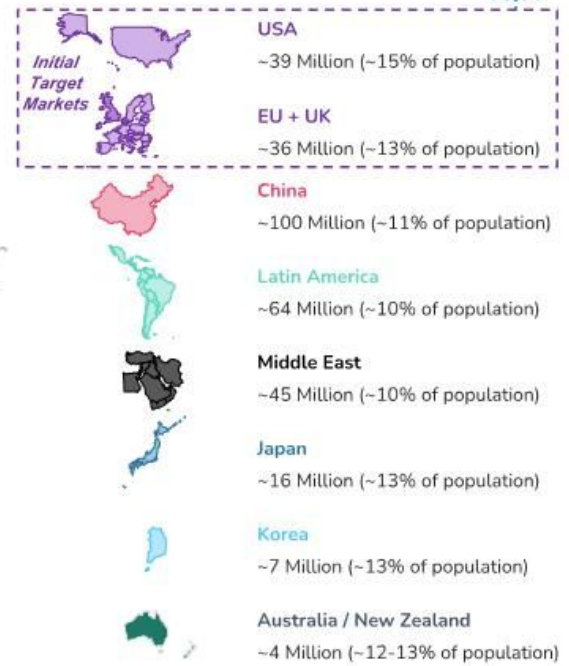 Initial
Target
Markets
USA
~39 Million (~15% of population)
EU + UK
~36 Million (~13% of population)
China
~100 Million (~11% of population)
Latin America
~64 Million (~10% of population)
Middle East
~45 Million (~10% of population)
Japan
~16 Million (~13% of population)
Korea
~7 Million (~13% of population)
Australia / New Zealand
~4 Million (~12-13% of population)